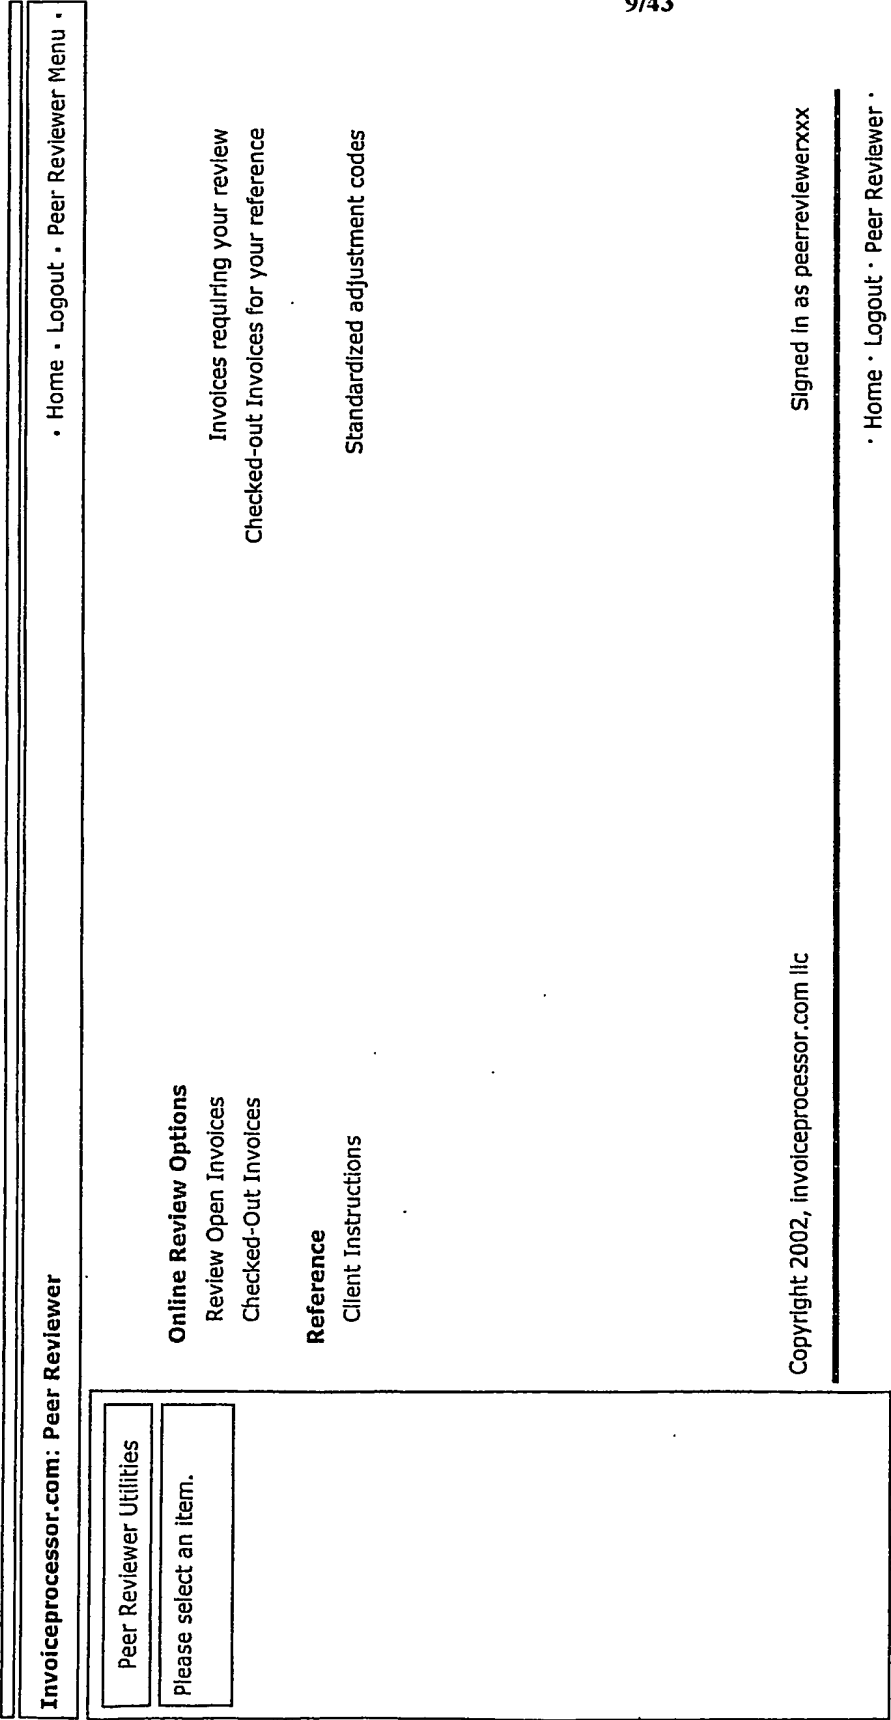 9/43
Invoiceprocessor.com: Peer Reviewer · Home · Logout · Peer Reviewer Menu ·
Peer Reviewer Utilities
Please select an item.
Online Review Options
Review Open Invoices Invoices requiring your review
Checked-Out Invoices Checked-out Invoices for your reference
Reference
Client Instructions Standardized adjustment codes
Copyright 2002, invoiceprocessor.com llc Signed in as peerreviewerxxx
· Home · Logout · Peer Reviewer ·